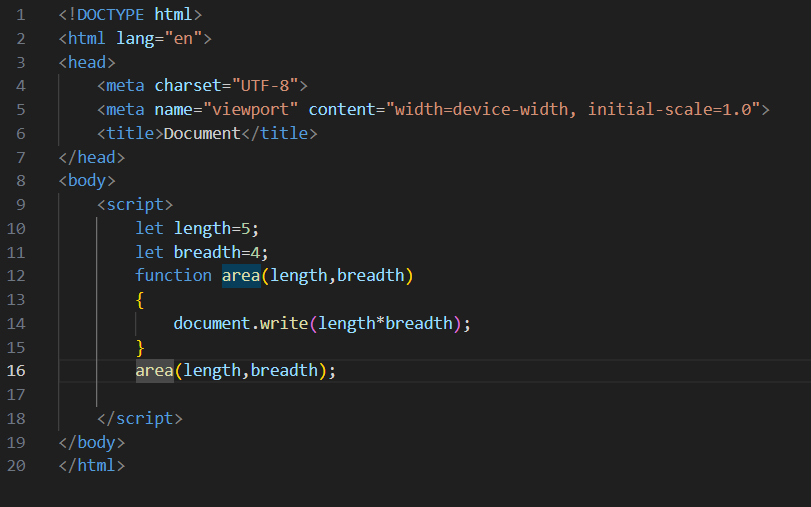 1 <!DOCTYPE html>
2 <html lang="en">
3 <head>
4     <meta charset="UTF-8">
5     <meta name="viewport" content="width=device-width, initial-scale=1.0">
6     <title>Document</title>
7 </head>
8 <body>
9     <script>
10         let length=5;
11         let breadth=4;
12         function area(length,breadth)
13         {
14             document.write(length*breadth);
15         }
16         area(length,breadth);
17
18     </script>
19 </body>
20 </html>